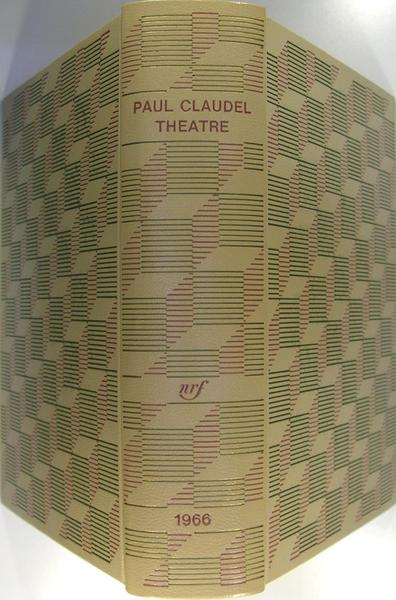 PAUL CLAUDEL
THEATRE
nrf
1966